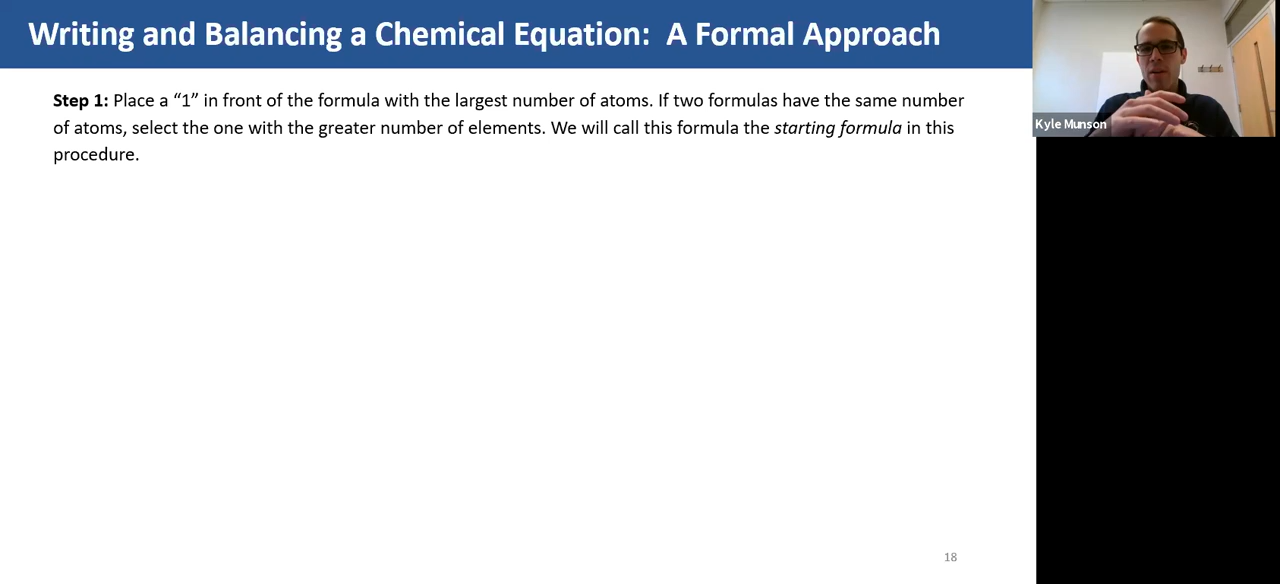 Writing and Balancing a Chemical Equation:  A Formal Approach
Step 1: Place a “1” in front of the formula with the largest number of atoms. If two formulas have the same number
of atoms, select the one with the greater number of elements. We will call this formula the starting formula in this
procedure.
Kyle Munson
18